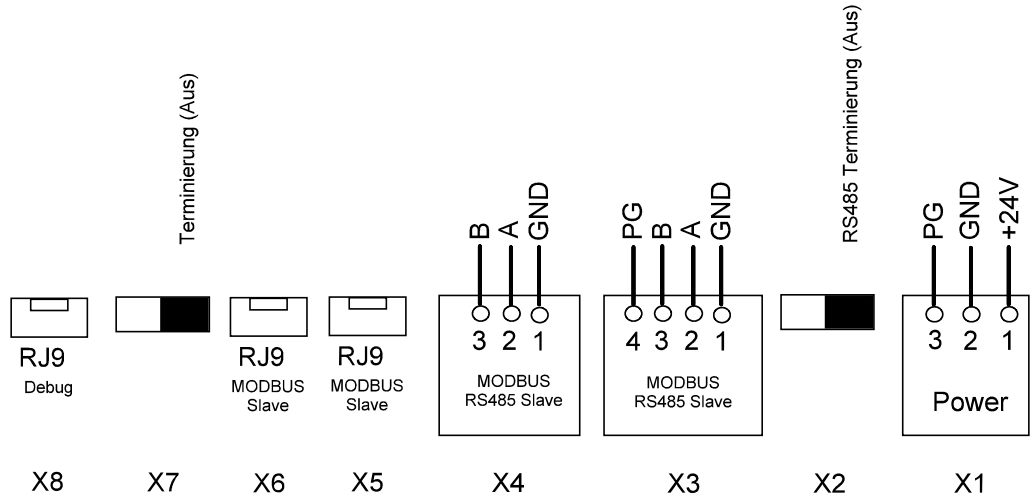 Terminierung (Aus)
RS485 Terminierung (Aus)
B A GND
PG B A GND
PG GND +24V
3 2 1
4 3 2 1
3 2 1
RJ9
Debug
RJ9
MODBUS
Slave
RJ9
MODBUS
Slave
MODBUS
RS485 Slave
MODBUS
RS485 Slave
Power
X8 X7 X6 X5 X4 X3 X2 X1